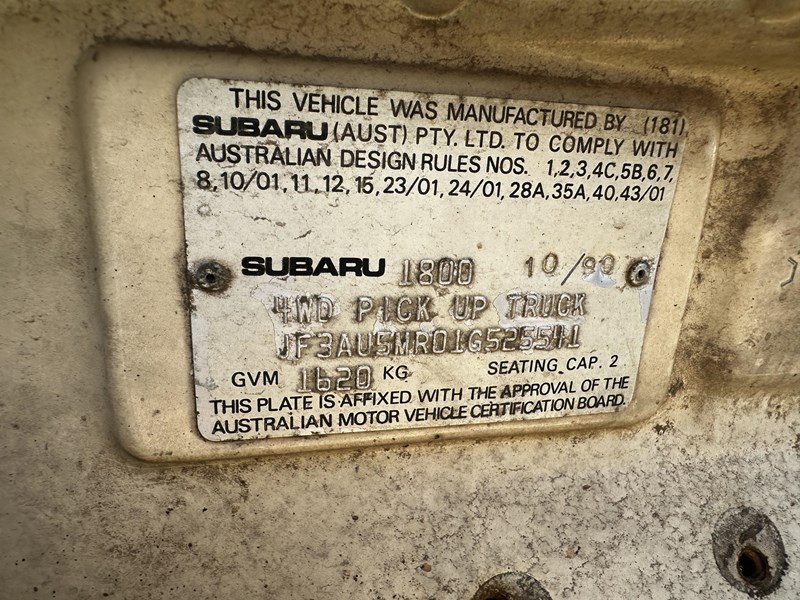 THIS VEHICLE WAS MANUFACTURED BY (181)
SUBARU (AUST) PTY. LTD. TO COMPLY WITH
AUSTRALIAN DESIGN RULES NOS. 1,2,3,4C,5B,6,7,
8,10/01,11,12,15,23/01,24/01,28A,35A,40,43/01
SUBARU 1800 10/90
4WD PICK UP TRUCK
JF3AU5MR01G525541
GVM 1620 KG SEATING CAP. 2
THIS PLATE IS AFFIXED WITH THE APPROVAL OF THE
AUSTRALIAN MOTOR VEHICLE CERTIFICATION BOARD.